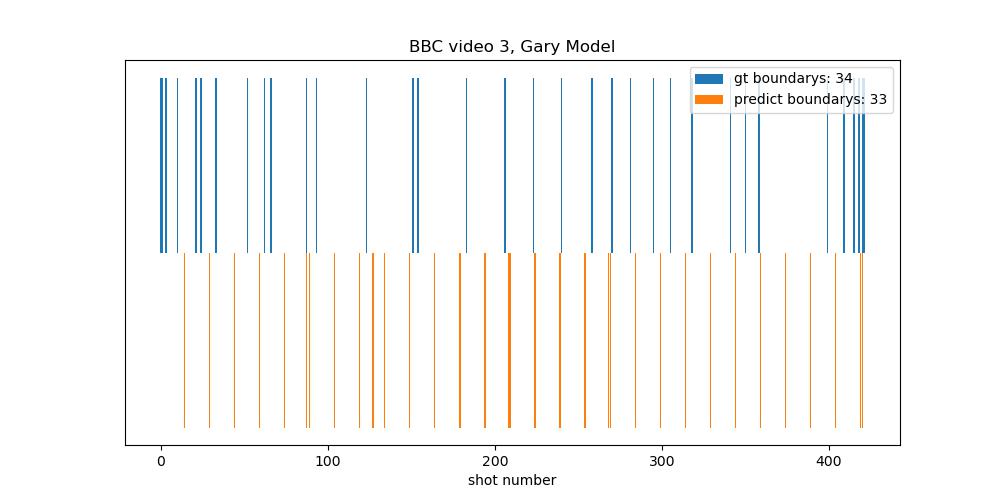 BBC video 3, Gary Model
gt boundarys: 34
predict boundarys: 33
0 100 200 300 400
shot number